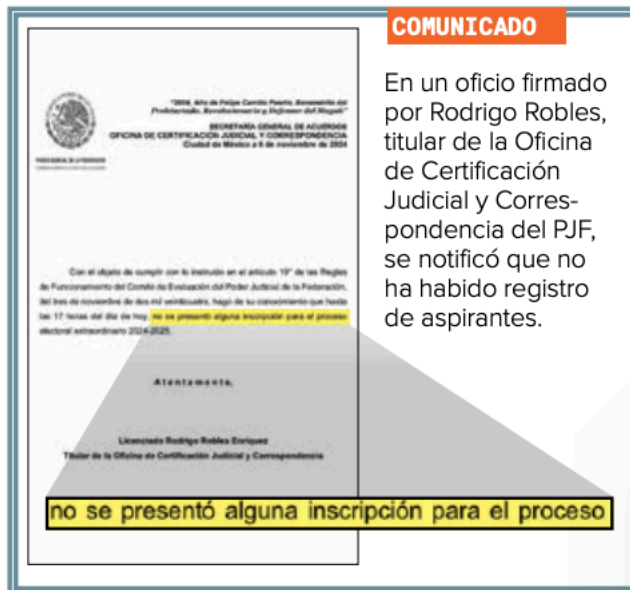 COMUNICADO
En un oficio firmado
por Rodrigo Robles,
titular de la Oficina
de Certificación
Judicial y Corres-
pondencia del PJF,
se notificó que no
ha habido registro
de aspirantes.
"2024, Año de Felipe Carrillo Puerto, Benemérito del
Proletariado, Revolucionario y Defensor del Mayab"
SECRETARÍA GENERAL DE ACUERDOS
OFICINA DE CERTIFICACIÓN JUDICIAL Y CORRESPONDENCIA
Ciudad de México a 6 de noviembre de 2024
Con el objeto de cumplir con lo instruido en el artículo 19° de las Reglas
de Funcionamiento del Comité de Evaluación del Poder Judicial de la Federación,
del tres de noviembre de dos mil veinticuatro, hago de su conocimiento que hasta
las 17 horas del día de hoy, no se presentó alguna inscripción para el proceso
electoral extraordinario 2024-2025.
Atentamente,
Licenciado Rodrigo Robles Enríquez
Titular de la Oficina de Certificación Judicial y Correspondencia
no se presentó alguna inscripción para el proceso